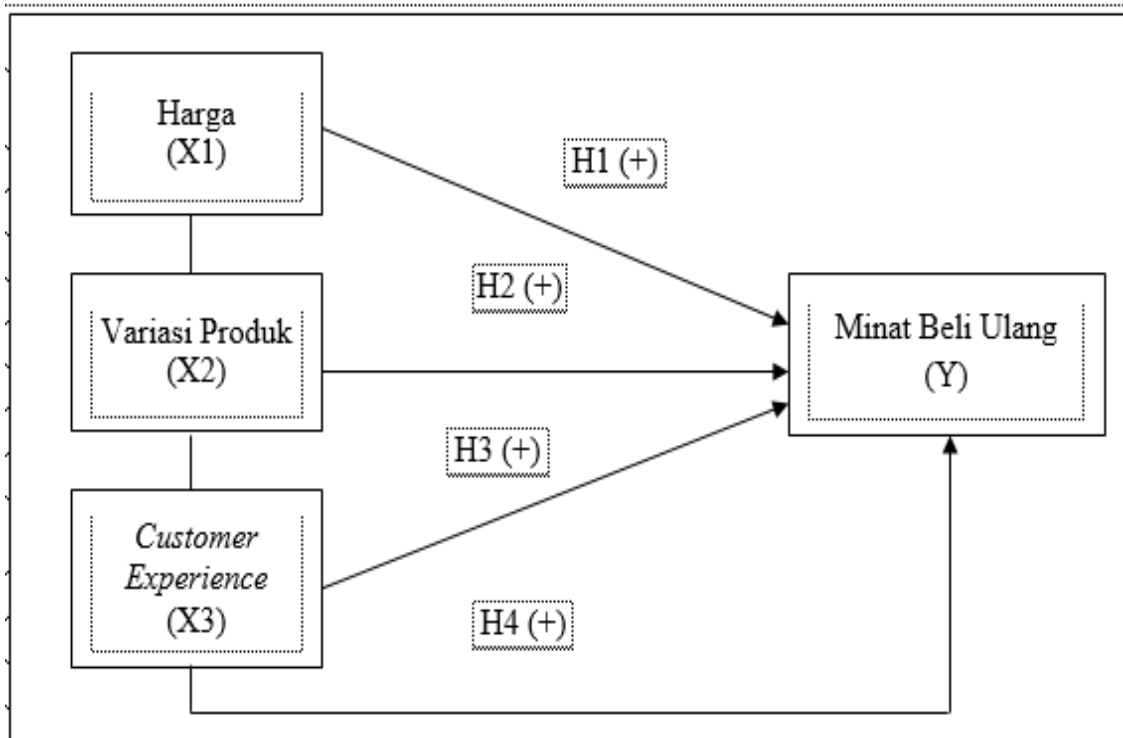 Harga
(X1)
H1 (+)
H2 (+)
Variasi Produk
(X2)
Minat Beli Ulang
(Y)
H3 (+)
Customer
Experience
(X3)
H4 (+)